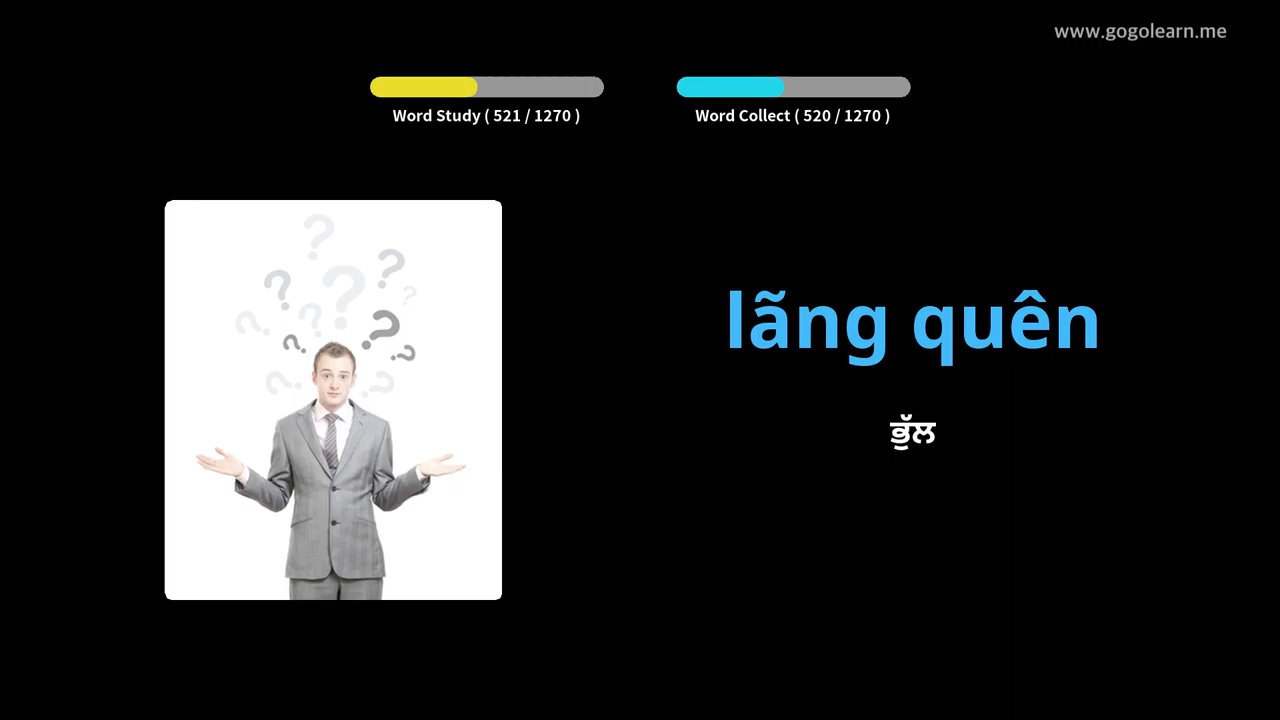 www.gogolearn.me
Word Study ( 521 / 1270 )
Word Collect ( 520 / 1270 )
lãng quên
ਭੁੱਲ